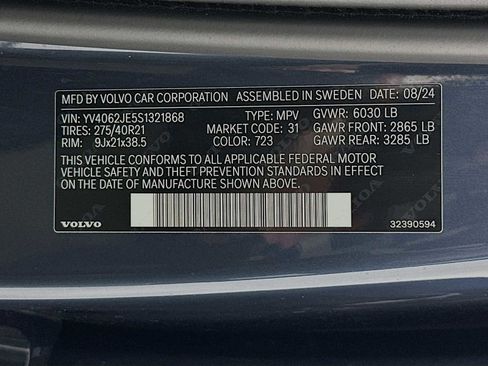 MFD BY VOLVO CAR CORPORATION ASSEMBLED IN SWEDEN DATE: 08/24
VIN: YV4062JE5S1321868 TYPE: MPV GVWR: 6030 LB
TIRES: 275/40R21 MARKET CODE: 31 GAWR FRONT: 2865 LB
RIM: 9Jx21x38.5 COLOR: 723 GAWR REAR: 3285 LB
THIS VEHICLE CONFORMS TO ALL APPLICABLE FEDERAL MOTOR
VEHICLE SAFETY AND THEFT PREVENTION STANDARDS IN EFFECT
ON THE DATE OF MANUFACTURE SHOWN ABOVE.
VOLVO 32390594